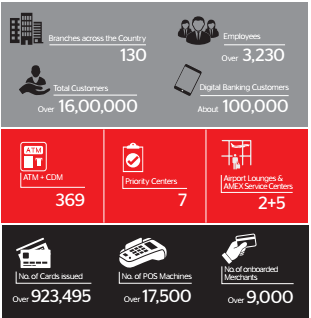 Branches across the Country
130
Employees
Over 3,230
Total Customers
Over 16,00,000
Digital Banking Customers
About 100,000
ATM
T
ATM + CDM
369
Priority Centers
7
Airport Lounges &
AMEX Service Centers
2+5
No. of Cards issued
Over 923,495
No. of POS Machines
Over 17,500
No. of onboarded
Merchants
Over 9,000